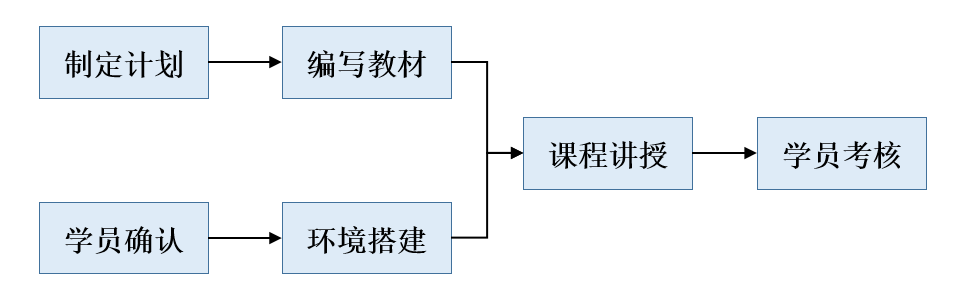 制定计划
编写教材
课程讲授
学员考核
学员确认
环境搭建